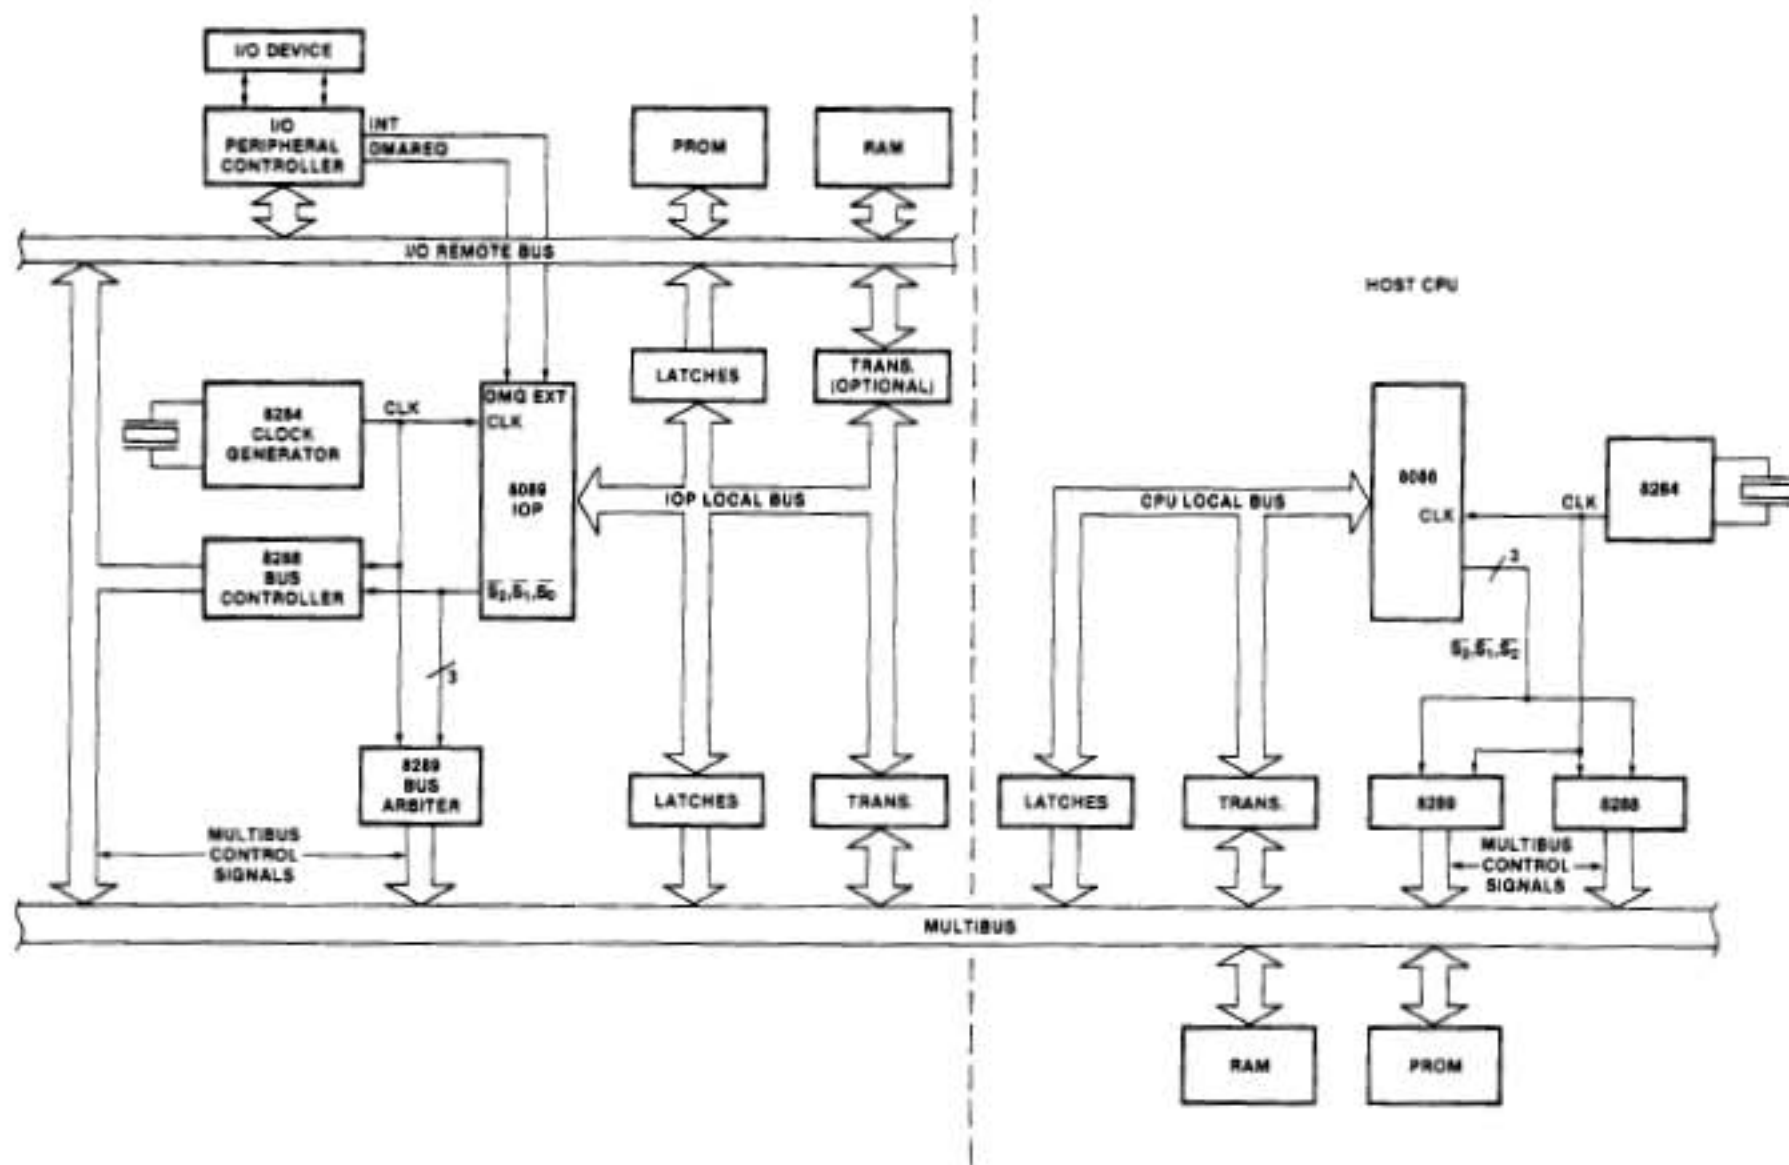 I/O DEVICE
I/O
PERIPHERAL
CONTROLLER
INT
DMAREQ
PROM
RAM
I/O REMOTE BUS
HOST CPU
LATCHES
TRANS.
(OPTIONAL)
8284
CLOCK
GENERATOR
CLK
DMQ EXT
CLK
8089
IOP
IOP LOCAL BUS
CPU LOCAL BUS
8086
CLK
CLK
8284
3
8288
BUS
CONTROLLER
S̅2,S̅1,S̅0
S̅2,S̅1,S̅0
3
8289
BUS
ARBITER
LATCHES
TRANS.
LATCHES
TRANS.
8289
8288
MULTIBUS
CONTROL
SIGNALS
MULTIBUS
CONTROL
SIGNALS
MULTIBUS
RAM
PROM